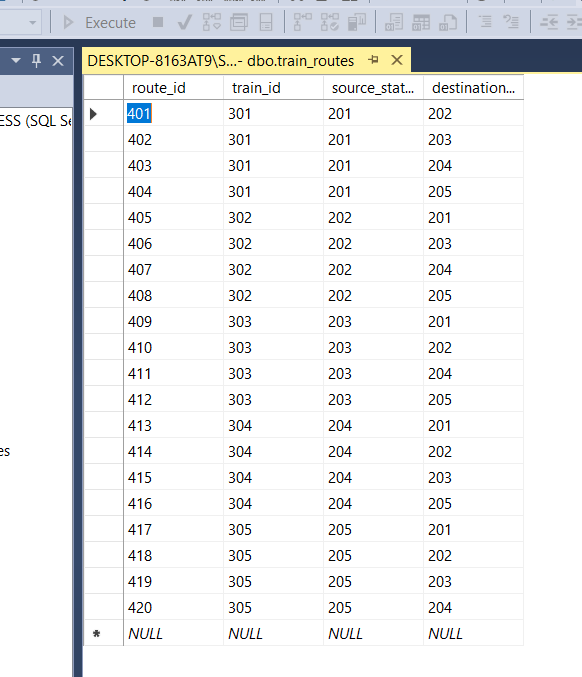 Execute
DESKTOP-8163AT9\S...- dbo.train_routes
ESS (SQL Se
route_id train_id source_stat... destination...
401 301 201 202
402 301 201 203
403 301 201 204
404 301 201 205
405 302 202 201
406 302 202 203
407 302 202 204
408 302 202 205
409 303 203 201
410 303 203 202
411 303 203 204
412 303 203 205
413 304 204 201
414 304 204 202
es
415 304 204 203
416 304 204 205
417 305 205 201
418 305 205 202
419 305 205 203
420 305 205 204
* NULL NULL NULL NULL